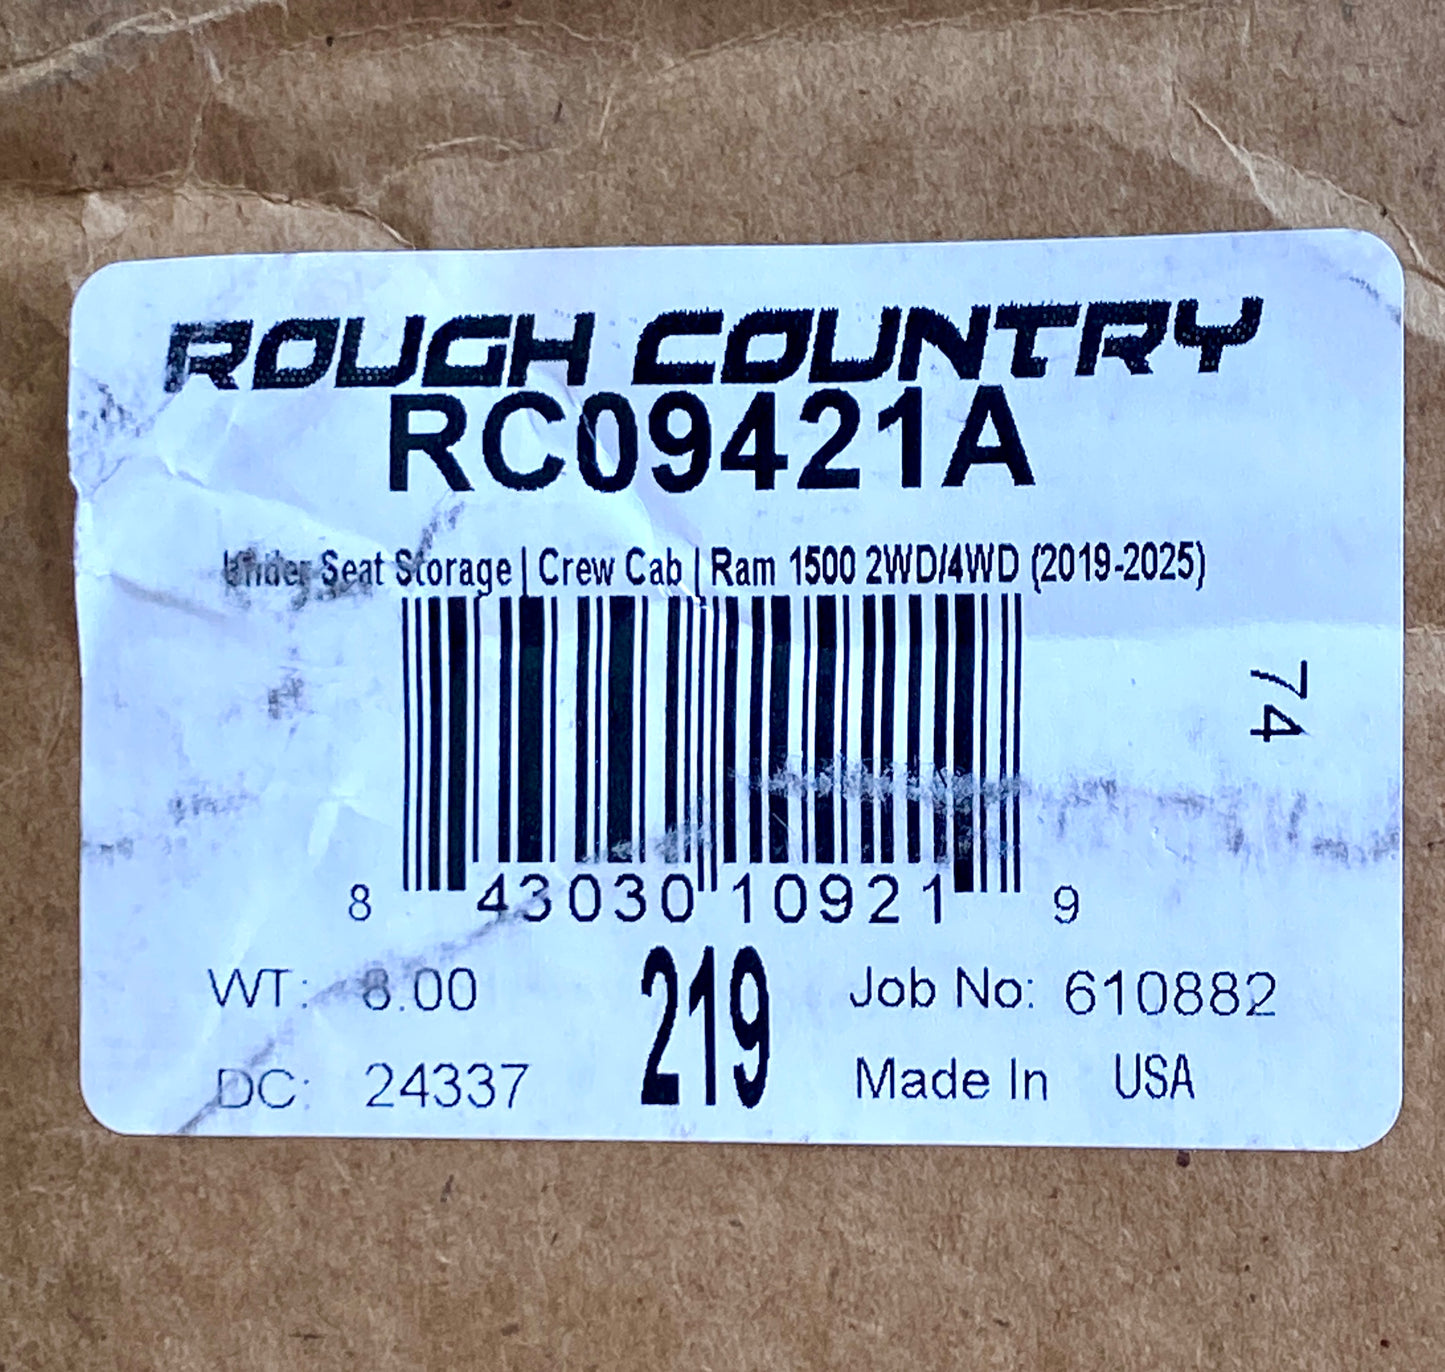 ROUGH COUNTRY
RC09421A
Under Seat Storage | Crew Cab | Ram 1500 2WD/4WD (2019-2025)
74
8 43030 10921 9
WT: 8.00
219
Job No: 610882
DC: 24337
Made In USA